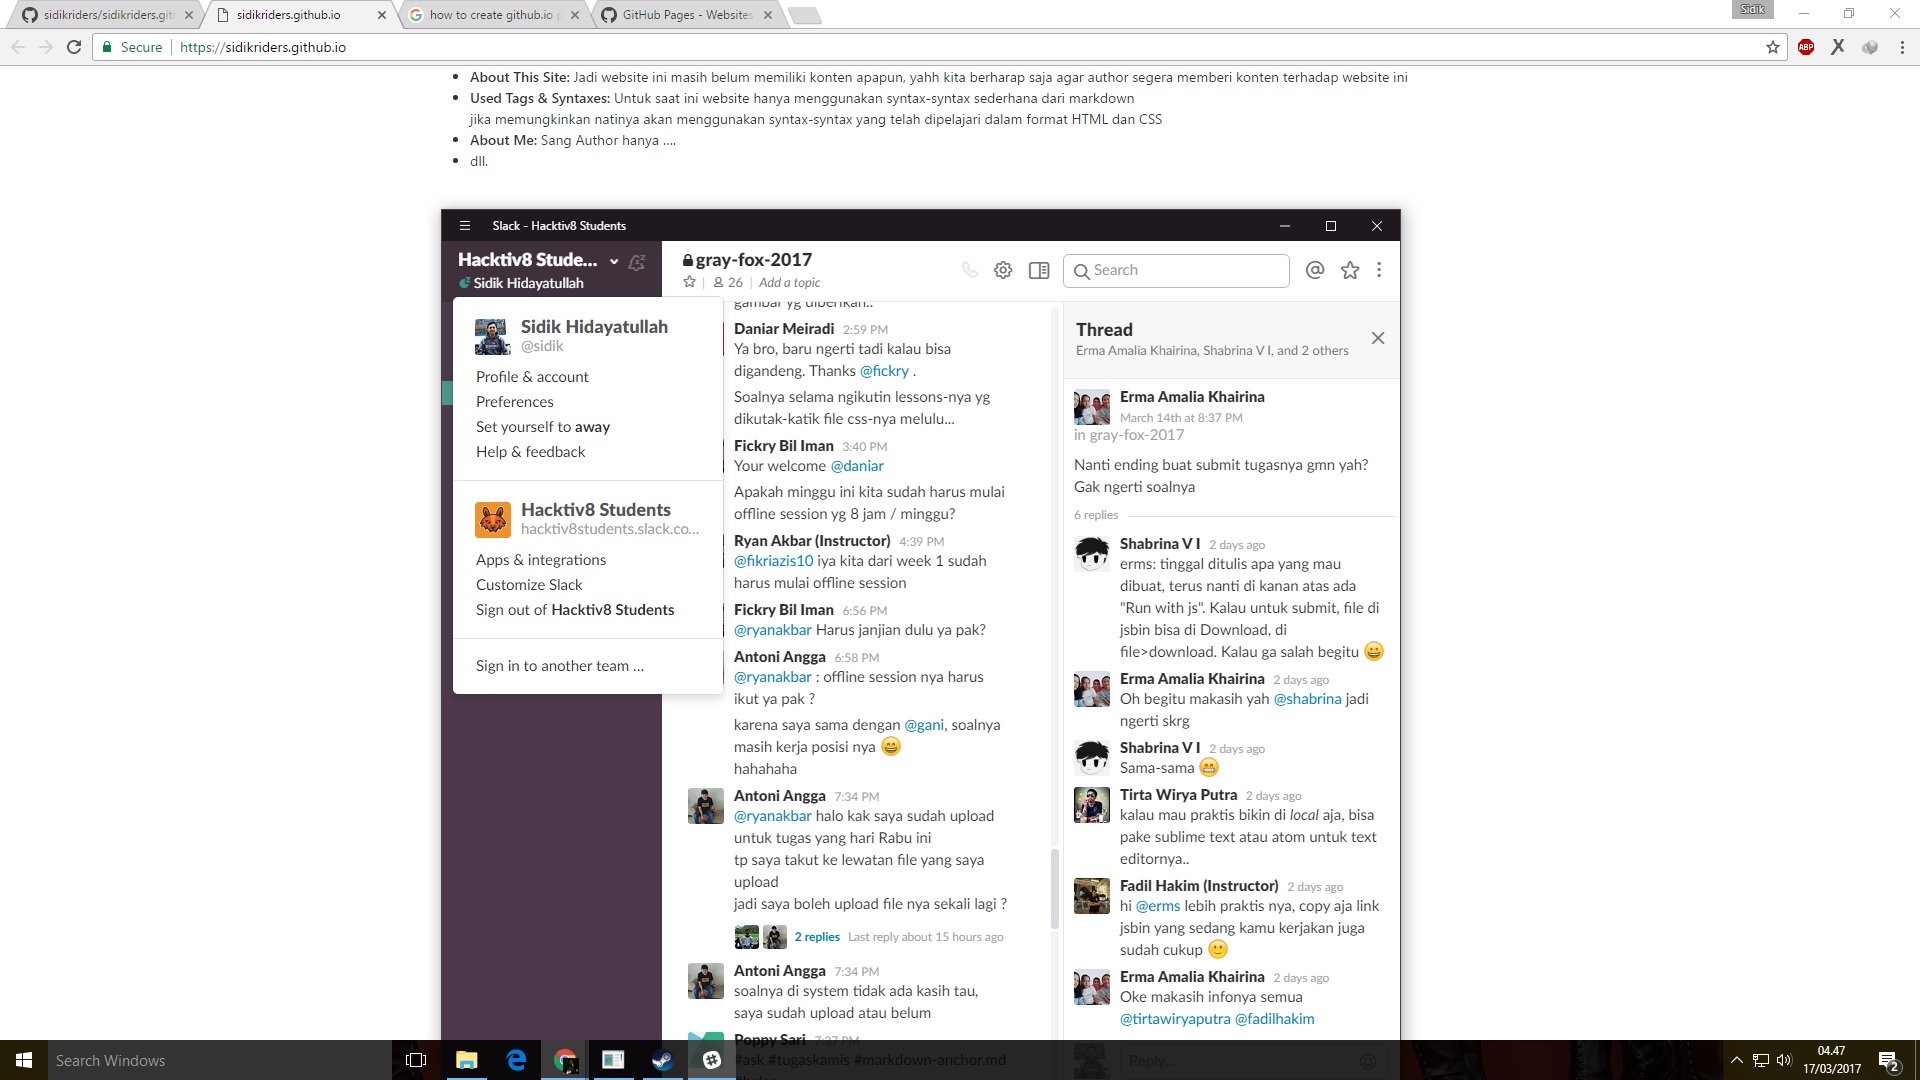 sidikriders/sidikriders.gitl
sidikriders.github.io
how to create github.io p
GitHub Pages - Websites
Sidik
Secure
https://sidikriders.github.io
ABP
About This Site: Jadi website ini masih belum memiliki konten apapun, yahh kita berharap saja agar author segera memberi konten terhadap website ini
Used Tags & Syntaxes: Untuk saat ini website hanya menggunakan syntax-syntax sederhana dari markdown
jika memungkinkan natinya akan menggunakan syntax-syntax yang telah dipelajari dalam format HTML dan CSS
About Me: Sang Author hanya ....
dll.
Slack - Hacktiv8 Students
Hacktiv8 Stude...
Sidik Hidayatullah
Sidik Hidayatullah
@sidik
Profile & account
Preferences
Set yourself to away
Help & feedback
Hacktiv8 Students
hacktiv8students.slack.co...
Apps & integrations
Customize Slack
Sign out of Hacktiv8 Students
Sign in to another team ...
gray-fox-2017
26
Add a topic
Search
gambar yg diberikan..
Daniar Meiradi 2:59 PM
Ya bro, baru ngerti tadi kalau bisa
digandeng. Thanks @fickry .
Soalnya selama ngikutin lessons-nya yg
dikutak-katik file css-nya melulu...
Fickry Bil Iman 3:40 PM
Your welcome @daniar
Apakah minggu ini kita sudah harus mulai
offline session yg 8 jam / minggu?
Ryan Akbar (Instructor) 4:39 PM
@fikriazis10 iya kita dari week 1 sudah
harus mulai offline session
Fickry Bil Iman 6:56 PM
@ryanakbar Harus janjian dulu ya pak?
Antoni Angga 6:58 PM
@ryanakbar : offline session nya harus
ikut ya pak ?
karena saya sama dengan @gani, soalnya
masih kerja posisi nya 😄
hahahaha
Antoni Angga 7:34 PM
@ryanakbar halo kak saya sudah upload
untuk tugas yang hari Rabu ini
tp saya takut ke lewatan file yang saya
upload
jadi saya boleh upload file nya sekali lagi ?
2 replies Last reply about 15 hours ago
Antoni Angga 7:34 PM
soalnya di system tidak ada kasih tau,
saya sudah upload atau belum
Poppy Sari 7:37 PM
#ask #tugaskamis #markdown-anchor.md
Thread
Erma Amalia Khairina, Shabrina V I, and 2 others
Erma Amalia Khairina
March 14th at 8:37 PM
in gray-fox-2017
Nanti ending buat submit tugasnya gmn yah?
Gak ngerti soalnya
6 replies
Shabrina V I 2 days ago
erms: tinggal ditulis apa yang mau
dibuat, terus nanti di kanan atas ada
"Run with js". Kalau untuk submit, file di
jsbin bisa di Download, di
file>download. Kalau ga salah begitu 😀
Erma Amalia Khairina 2 days ago
Oh begitu makasih yah @shabrina jadi
ngerti skrg
Shabrina V I 2 days ago
Sama-sama 😁
Tirta Wirya Putra 2 days ago
kalau mau praktis bikin di local aja, bisa
pake sublime text atau atom untuk text
editornya..
Fadil Hakim (Instructor) 2 days ago
hi @erms lebih praktis nya, copy aja link
jsbin yang sedang kamu kerjakan juga
sudah cukup 🙂
Erma Amalia Khairina 2 days ago
Oke makasih infonya semua
@tirtawiryaputra @fadilhakim
Reply...
Search Windows
04.47
17/03/2017
2